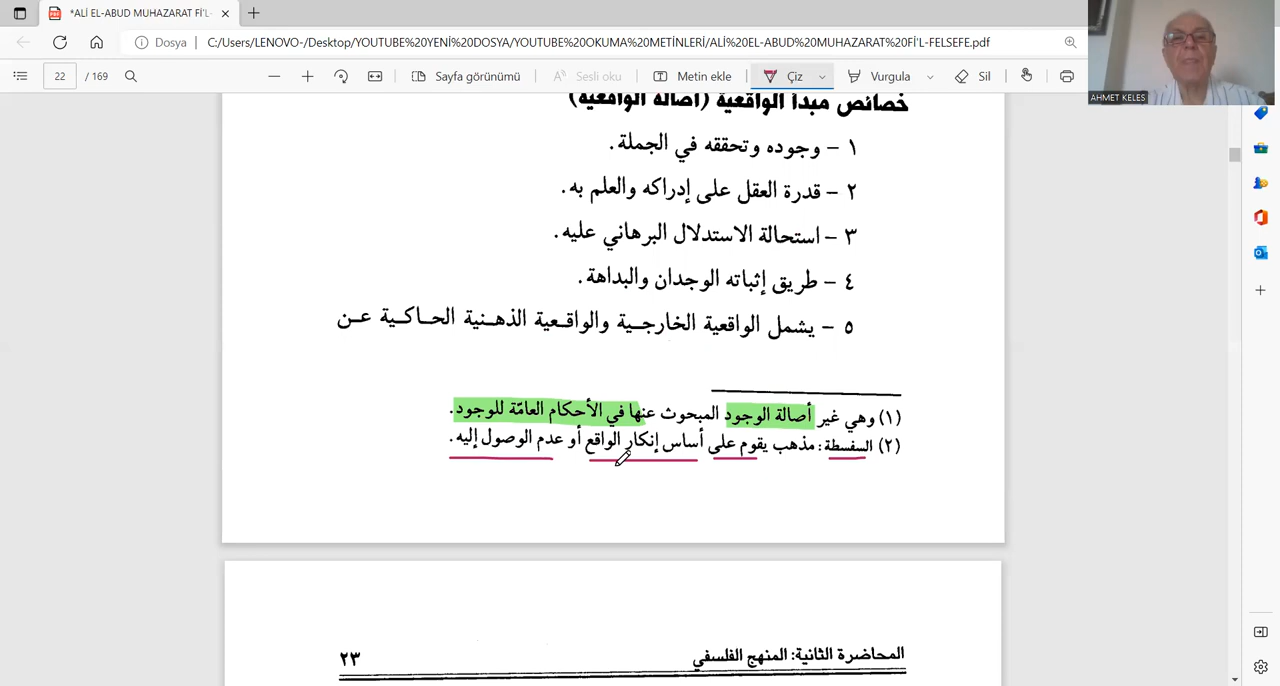 *ALİ EL-ABUD MUHAZARAT Fİ'L-
Dosya C:/Users/LENOVO-/Desktop/YOUTUBE%20YENİ%20DOSYA/YOUTUBE%20OKUMA%20METİNLERİ/ALİ%20EL-ABUD%20MUHAZARAT%20Fİ'L-FELSEFE.pdf
22 / 169 Sayfa görünümü Sesli oku Metin ekle Çiz Vurgula Sil
AHMET KELES
خصائص مبدأ الواقعية (أصالة الواقعية)
١ – وجوده وتحققه في الجملة.
٢ – قدرة العقل على إدراكه والعلم به.
٣ – استحالة الاستدلال البرهاني عليه.
٤ – طريق إثباته الوجدان والبداهة.
٥ – يشمل الواقعية الخارجية والواقعية الذهنية الحاكية عن
(١) وهي غير أصالة الوجود المبحوث عنها في الأحكام العامّة للوجود.
(٢) السفسطة: مذهب يقوم على أساس إنكار الواقع أو عدم الوصول إليه.
المحاضرة الثانية: المنهج الفلسفي ٢٣